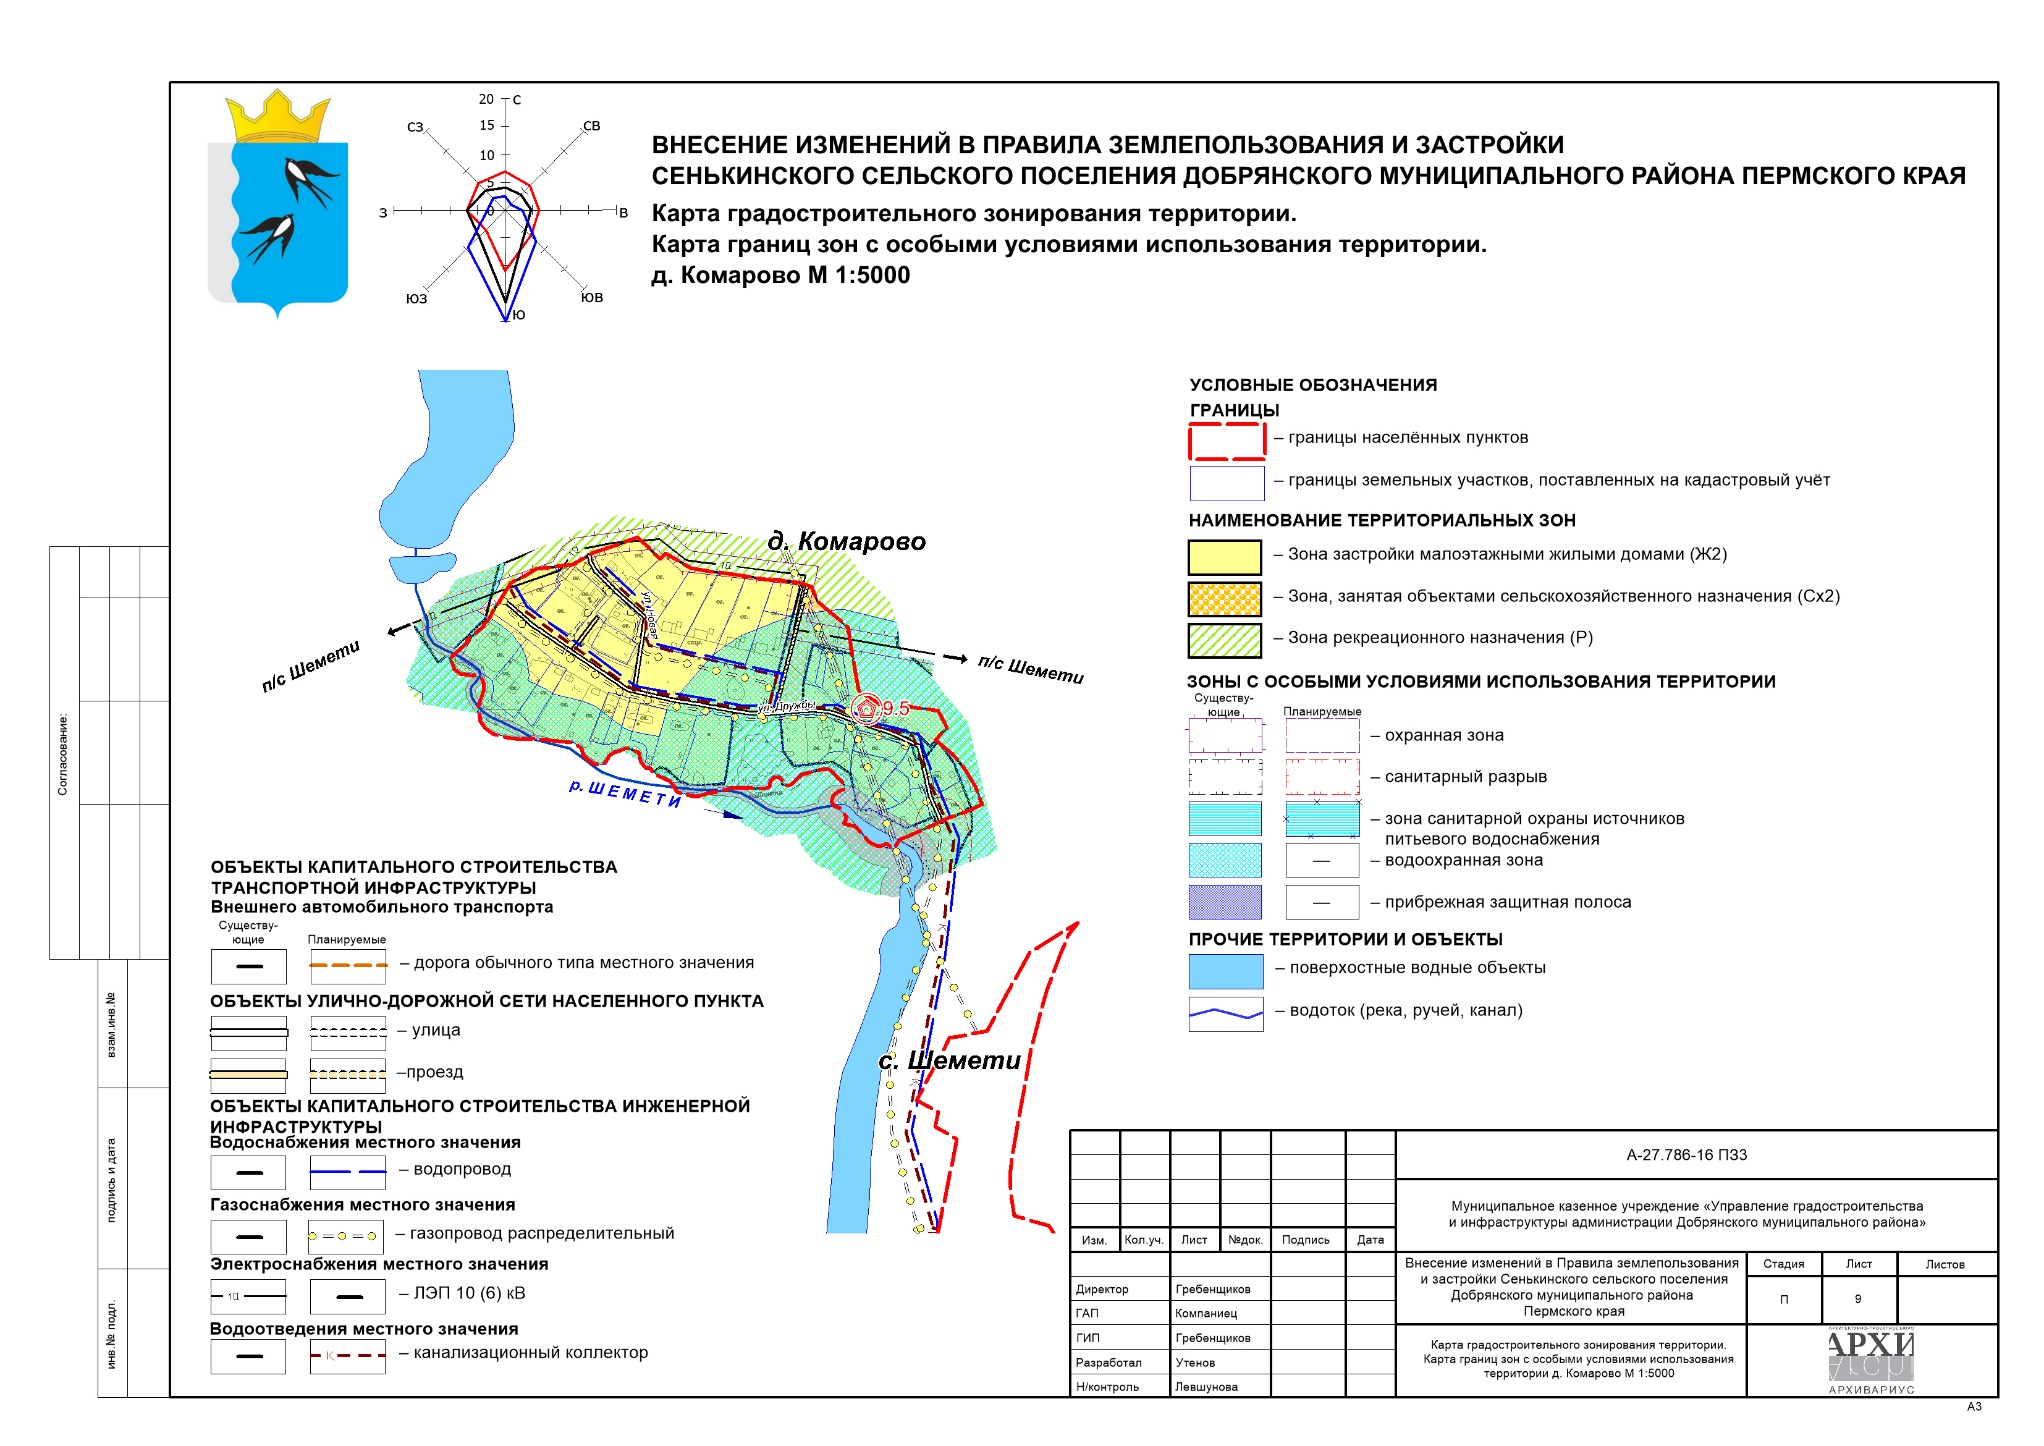 20
С
15
10
5
0
СЗ
СВ
З
В
ЮЗ
ЮВ
Ю
ВНЕСЕНИЕ ИЗМЕНЕНИЙ В ПРАВИЛА ЗЕМЛЕПОЛЬЗОВАНИЯ И ЗАСТРОЙКИ
СЕНЬКИНСКОГО СЕЛЬСКОГО ПОСЕЛЕНИЯ ДОБРЯНСКОГО МУНИЦИПАЛЬНОГО РАЙОНА ПЕРМСКОГО КРАЯ
Карта градостроительного зонирования территории.
Карта границ зон с особыми условиями использования территории.
д. Комарово М 1:5000
д. Комарово
п/с Шемети
п/с Шемети
ул. Новая
ул. Дружбы
9.5
р. ШЕМЕТИ
с. Шемети
УСЛОВНЫЕ ОБОЗНАЧЕНИЯ
ГРАНИЦЫ
– границы населённых пунктов
– границы земельных участков, поставленных на кадастровый учёт
НАИМЕНОВАНИЕ ТЕРРИТОРИАЛЬНЫХ ЗОН
– Зона застройки малоэтажными жилыми домами (Ж2)
– Зона, занятая объектами сельскохозяйственного назначения (Сх2)
– Зона рекреационного назначения (Р)
ЗОНЫ С ОСОБЫМИ УСЛОВИЯМИ ИСПОЛЬЗОВАНИЯ ТЕРРИТОРИИ
Существу-
ющие
Планируемые
– охранная зона
– санитарный разрыв
– зона санитарной охраны источников
питьевого водоснабжения
– водоохранная зона
– прибрежная защитная полоса
ПРОЧИЕ ТЕРРИТОРИИ И ОБЪЕКТЫ
– поверхостные водные объекты
– водоток (река, ручей, канал)
ОБЪЕКТЫ КАПИТАЛЬНОГО СТРОИТЕЛЬСТВА
ТРАНСПОРТНОЙ ИНФРАСТРУКТУРЫ
Внешнего автомобильного транспорта
Существу-
ющие
Планируемые
– дорога обычного типа местного значения
ОБЪЕКТЫ УЛИЧНО-ДОРОЖНОЙ СЕТИ НАСЕЛЕННОГО ПУНКТА
– улица
–проезд
ОБЪЕКТЫ КАПИТАЛЬНОГО СТРОИТЕЛЬСТВА ИНЖЕНЕРНОЙ
ИНФРАСТРУКТУРЫ
Водоснабжения местного значения
– водопровод
Газоснабжения местного значения
– газопровод распределительный
Электроснабжения местного значения
10
– ЛЭП 10 (6) кВ
Водоотведения местного значения
К
– канализационный коллектор
Согласование:
взам.инв.№
подпись и дата
инв.№ подл.
А-27.786-16 ПЗЗ
Муниципальное казенное учреждение «Управление градостроительства
и инфраструктуры администрации Добрянского муниципального района»
Изм. Кол.уч. Лист №док. Подпись Дата
Директор Гребенщиков
ГАП Компаниец
ГИП Гребенщиков
Разработал Утенов
Н/контроль Левшунова
Внесение изменений в Правила землепользования
и застройки Сенькинского сельского поселения
Добрянского муниципального района
Пермского края
Стадия Лист Листов
П 9
Карта градостроительного зонирования территории.
Карта границ зон с особыми условиями использования
территории д. Комарово М 1:5000
АРХИТЕКТУРНО-ПРОЕКТНОЕ БЮРО
АРХИ
АРХИВАРИУС
А3